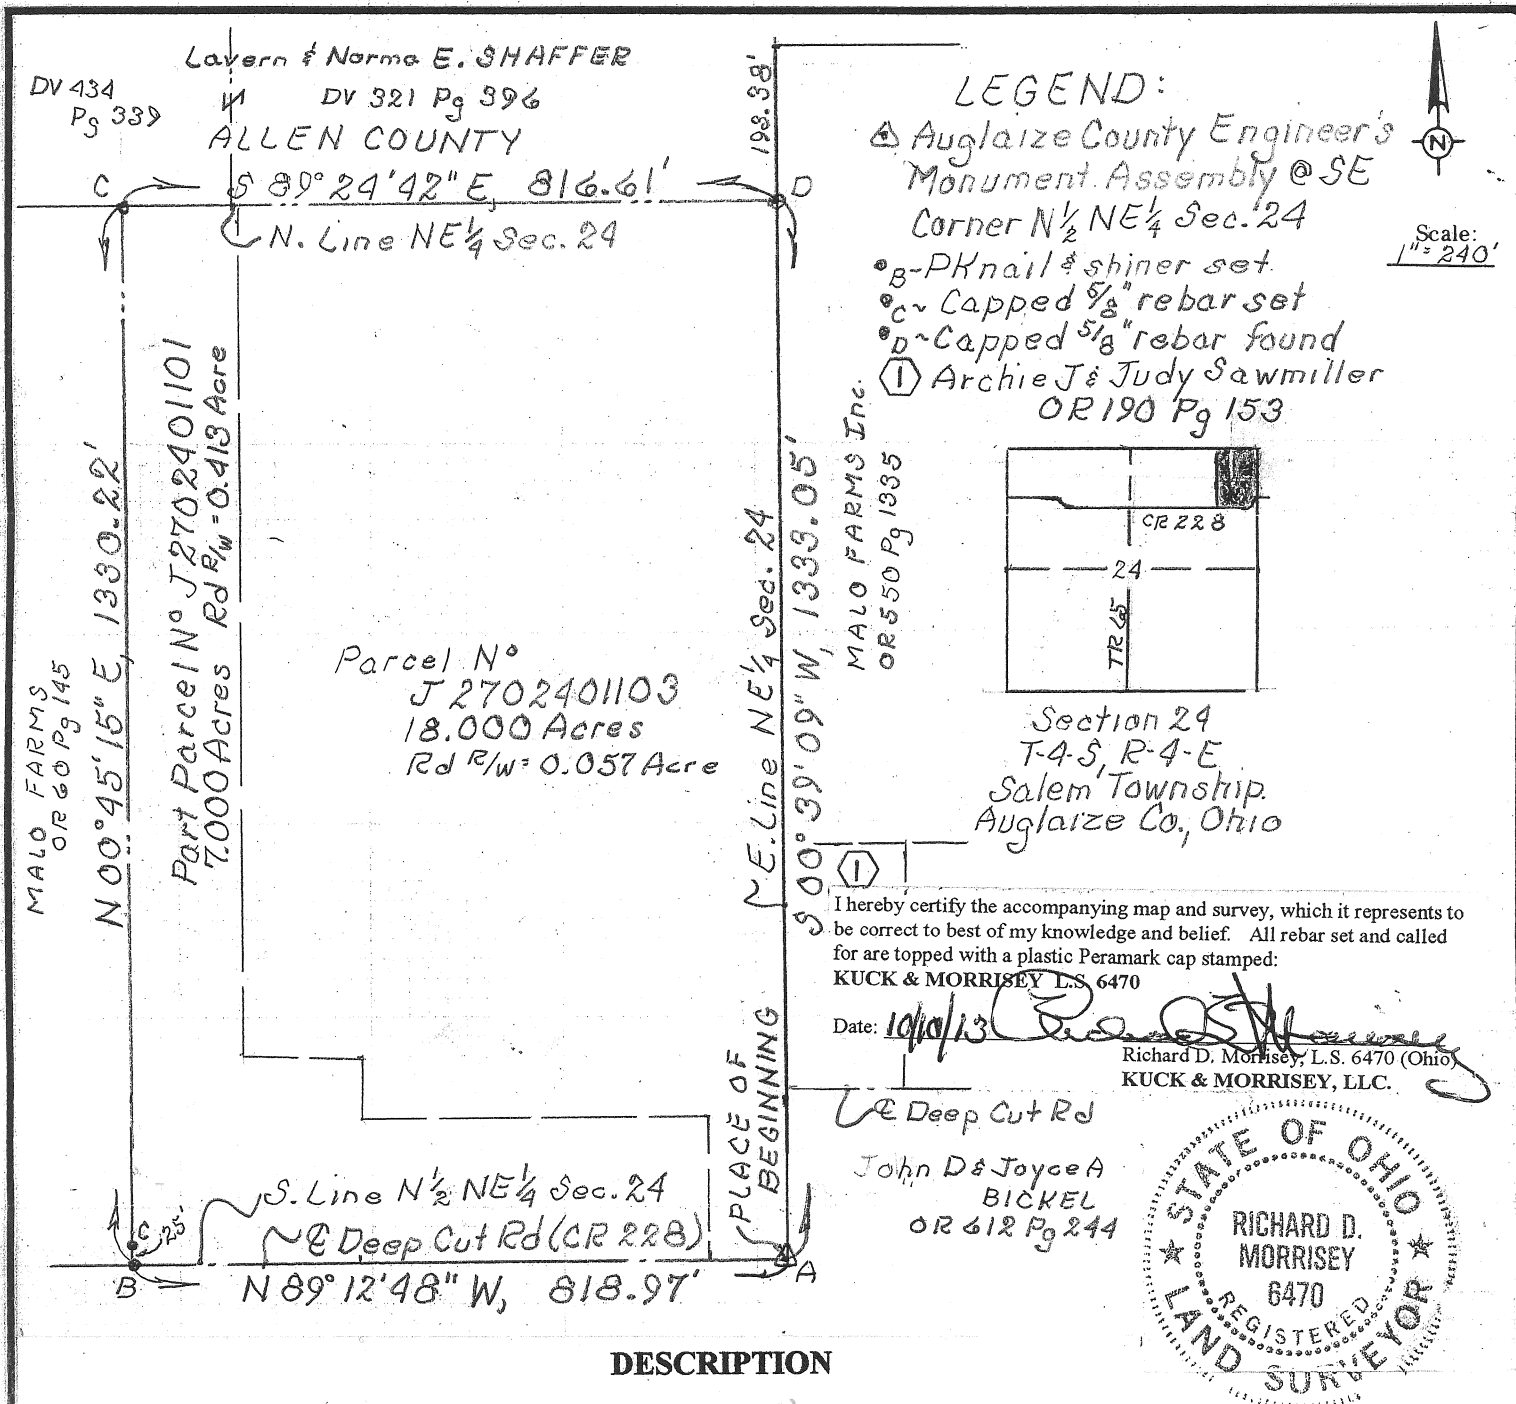 Lavern & Norma E. SHAFFER
DV 434
Pg 339
DV 321 Pg 396
ALLEN COUNTY
198.38'
C
S 89°24'42" E, 816.61'
D
N. Line NE¼ Sec. 24
LEGEND:
Auglaize County Engineer's
Monument Assembly @ SE
Corner N½ NE¼ Sec. 24
B-PKnail & shiner set
C~ Capped 5/8" rebar set
D~Capped 5/8" rebar found
1 Archie J & Judy Sawmiller
OR 190 Pg 153
N
Scale:
1"=240'
MALO FARMS
OR 60 Pg 145
N 00°45'15" E, 1330.22'
Part Parcel N° J2702401101
7.000 Acres Rd R/W = 0.413 Acre
Parcel N°
J2702401103
18.000 Acres
Rd R/W= 0.057 Acre
~E. Line NE¼ Sec. 24
S 00°39'09" W, 1333.05'
MALO FARMS Inc.
OR 550 Pg 1335
CR 228
24
TR 65
Section 24
T-4-S, R-4-E
Salem Township
Auglaize Co., Ohio
1
I hereby certify the accompanying map and survey, which it represents to
be correct to best of my knowledge and belief. All rebar set and called
for are topped with a plastic Peramark cap stamped:
KUCK & MORRISEY L.S. 6470
Date: 10/10/13
Richard D. Morrisey, L.S. 6470 (Ohio)
KUCK & MORRISEY, LLC.
℄ Deep Cut Rd
John D & Joyce A
BICKEL
OR 612 Pg 244
PLACE OF
BEGINNING
S. Line N½ NE¼ Sec. 24
~℄ Deep Cut Rd (CR 228)
C
25'
B
A
N 89°12'48" W, 818.97'
STATE OF OHIO
RICHARD D.
MORRISEY
6470
REGISTERED
LAND SURVEYOR
DESCRIPTION